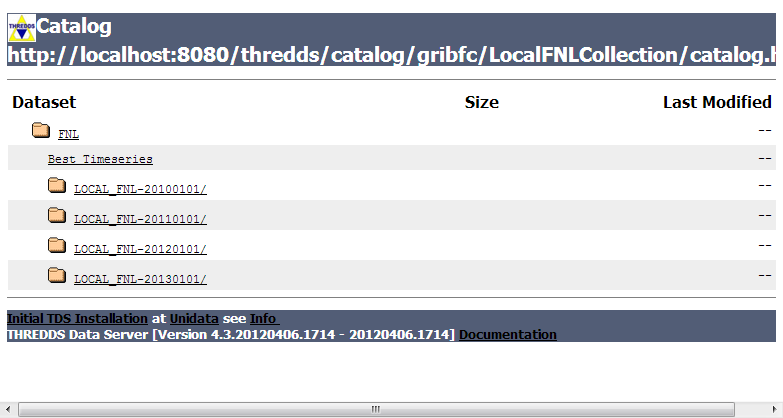 THREDDS
Catalog
http://localhost:8080/thredds/catalog/gribfc/LocalFNLCollection/catalog.h
Dataset Size Last Modified
FNL --
Best Timeseries --
LOCAL_FNL-20100101/ --
LOCAL_FNL-20110101/ --
LOCAL_FNL-20120101/ --
LOCAL_FNL-20130101/ --
Initial TDS Installation at Unidata see Info
THREDDS Data Server [Version 4.3.20120406.1714 - 20120406.1714] Documentation